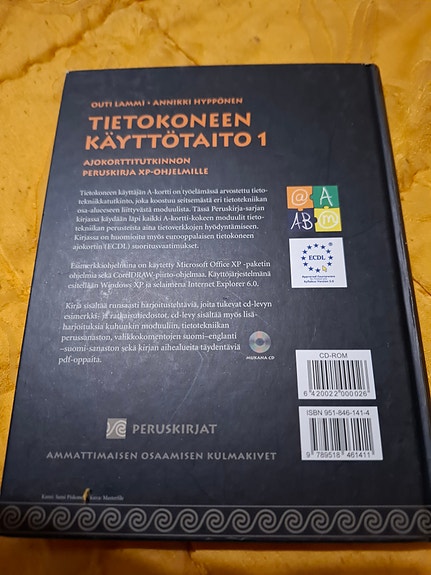 OUTI LAMMI • ANNIKKI HYPPÖNEN
TIETOKONEEN
KÄYTTÖTAITO 1
AJOKORTTITUTKINNON
PERUSKIRJA XP-OHJELMILLE
Tietokoneen käyttäjän A-kortti on työelämässä arvostettu tieto-
tekniikkatutkinto, joka koostuu seitsemästä eri tietotekniikan
osa-alueeseen liittyvästä moduulista. Tässä Peruskirja-sarjan
kirjassa käydään läpi kaikki A-kortti-kokeen moduulit tieto-
tekniikan perusteista aina tietoverkkojen hyödyntämiseen.
Kirjassa on huomioitu myös eurooppalaisen tietokoneen
ajokortin (ECDL) suoritusvaatimukset.
Esimerkkiohjelmina on käytetty Microsoft Office XP -paketin
ohjelmia sekä CorelDRAW-piirto-ohjelmaa. Käyttöjärjestelmänä
esitellään Windows XP ja selaimena Internet Explorer 6.0.
Kirja sisältää runsaasti harjoitustehtäviä, joita tukevat cd-levyn
esimerkki- ja ratkaisutiedostot. cd-levy sisältää myös lisä-
harjoituksia kuhunkin moduuliin, tietotekniikan
perussanaston, valikkokomentojen suomi–englanti
–suomi-sanaston sekä kirjan aihealueita täydentäviä
pdf-oppaita.
MUKANA CD
@ A
AB m
ECDL
CD-ROM
6 420022 000026
ISBN 951-846-141-4
9 789518 461411
PERUSKIRJAT
AMMATTIMAISEN OSAAMISEN KULMAKIVET